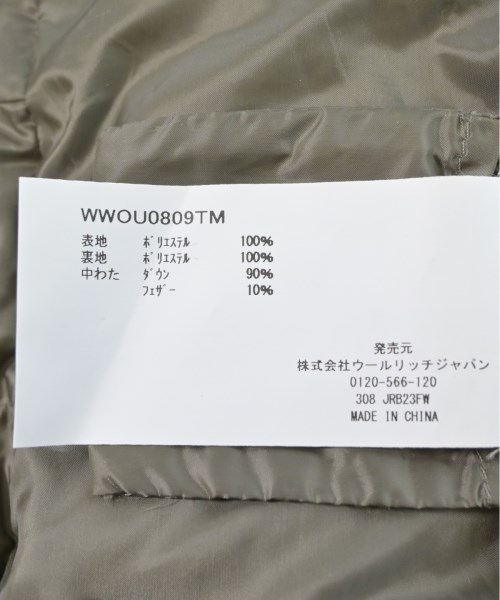 WWOU0809TM
表地 ポリエステル 100%
裏地 ポリエステル 100%
中わた ダウン 90%
フェザー 10%
発売元
株式会社ウールリッチジャパン
0120-566-120
308 JRB23FW
MADE IN CHINA